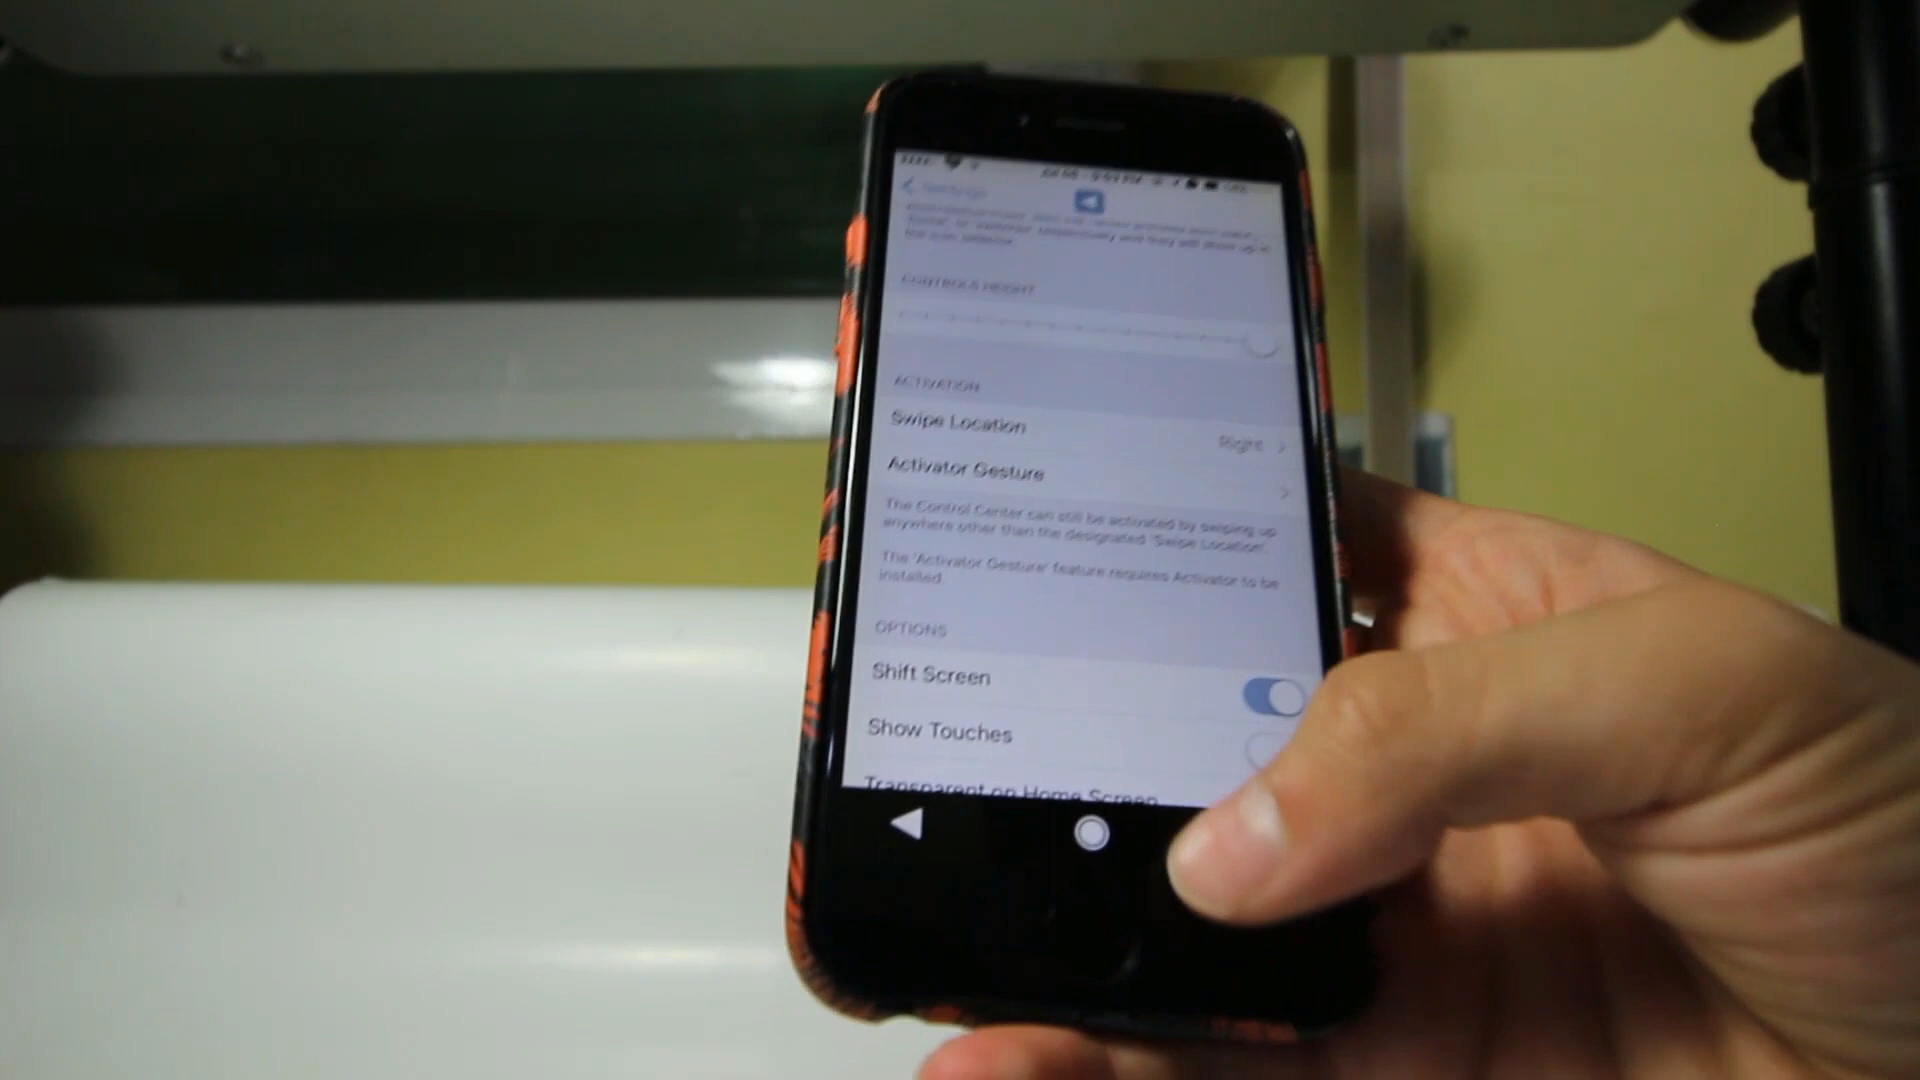 Settings
CONTROLS HEIGHT
ACTIVATION
Swipe Location
Right
Activator Gesture
The Control Center can still be activated by swiping up
anywhere other than the designated 'Swipe Location'.
The 'Activator Gesture' feature requires Activator to be
installed.
OPTIONS
Shift Screen
Show Touches
Transparent on Home Screen